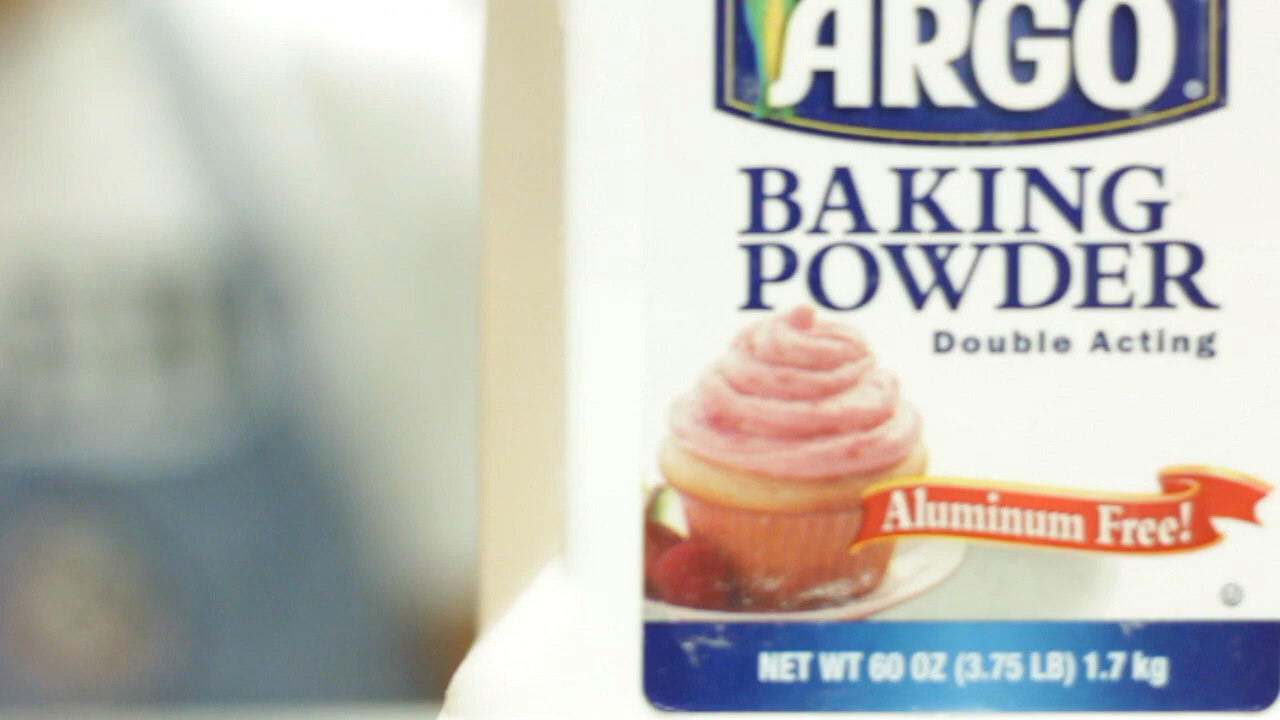 ARGO®
BAKING
POWDER
Double Acting
Aluminum Free!
NET WT 60 OZ (3.75 LB) 1.7 kg